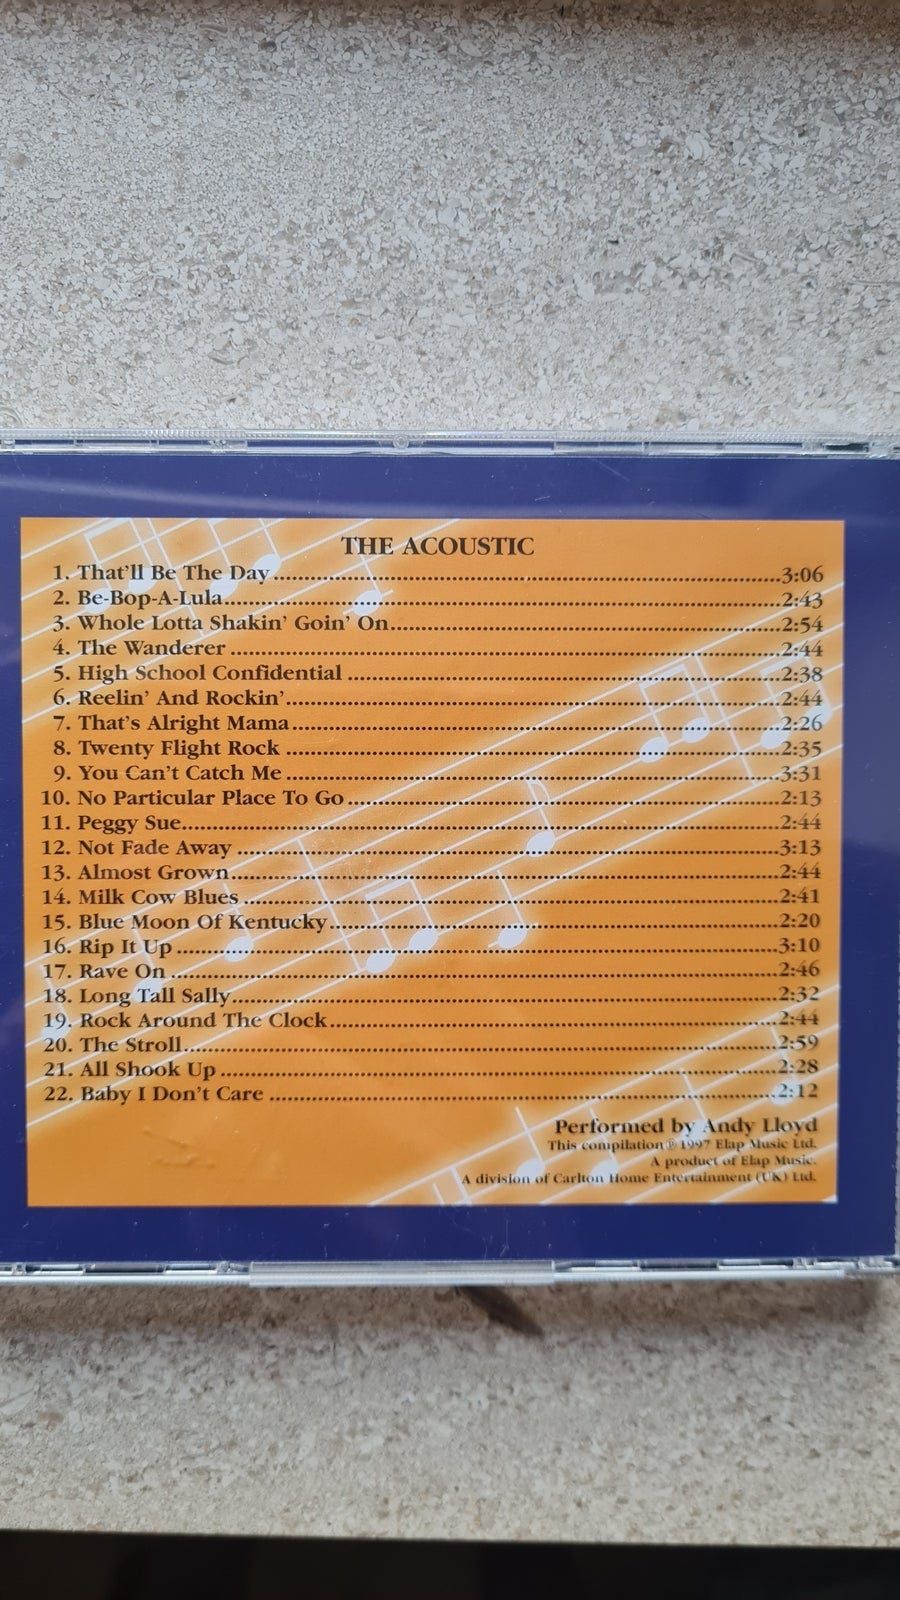 THE ACOUSTIC
1. That'll Be The Day 3:06
2. Be-Bop-A-Lula 2:43
3. Whole Lotta Shakin' Goin' On 2:54
4. The Wanderer 2:44
5. High School Confidential 2:38
6. Reelin' And Rockin' 2:44
7. That's Alright Mama 2:26
8. Twenty Flight Rock 2:35
9. You Can't Catch Me 3:31
10. No Particular Place To Go 2:13
11. Peggy Sue 2:44
12. Not Fade Away 3:13
13. Almost Grown 2:44
14. Milk Cow Blues 2:41
15. Blue Moon Of Kentucky 2:20
16. Rip It Up 3:10
17. Rave On 2:46
18. Long Tall Sally 2:32
19. Rock Around The Clock 2:44
20. The Stroll 2:59
21. All Shook Up 2:28
22. Baby I Don't Care 2:12
Performed by Andy Lloyd
This compilation ℗ 1997 Elap Music Ltd.
A product of Elap Music.
A division of Carlton Home Entertainment (UK) Ltd.